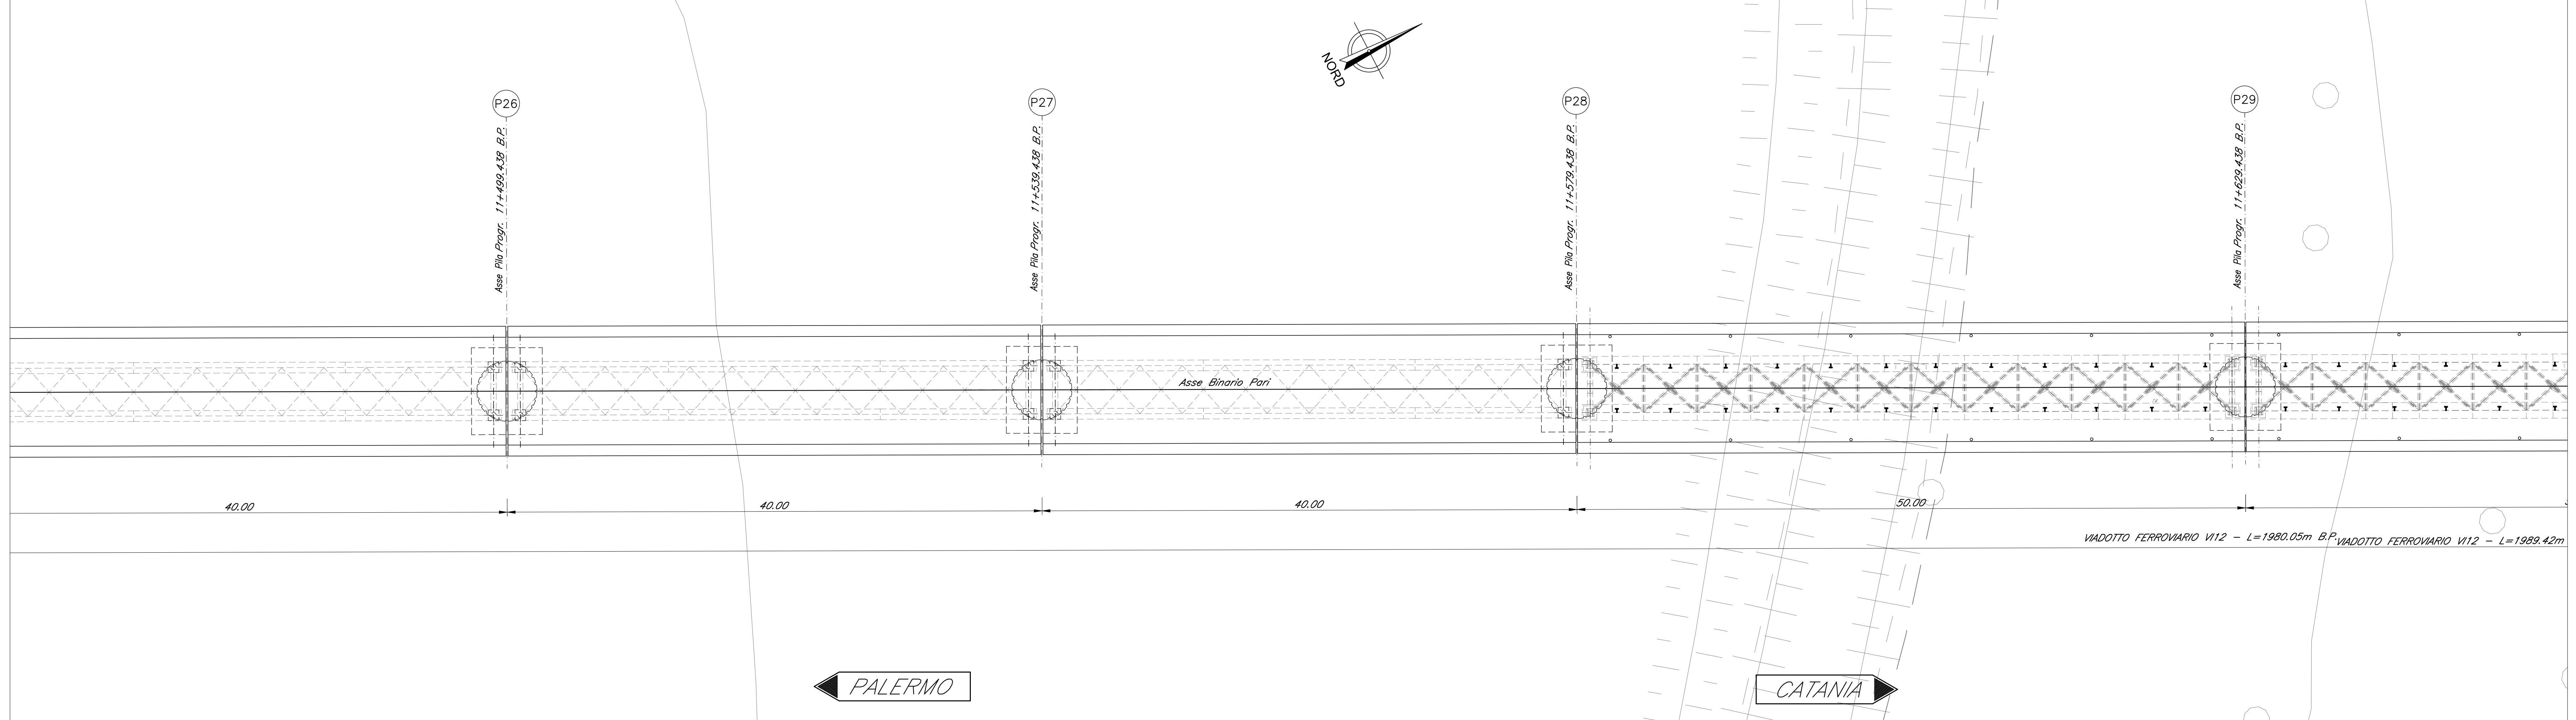 NORD
P26
P27
P28
P29
Asse Pila Progr. 11+499.438 B.P.
Asse Pila Progr. 11+539.438 B.P.
Asse Pila Progr. 11+579.438 B.P.
Asse Pila Progr. 11+629.438 B.P.
Asse Binario Pari
40.00
40.00
40.00
50.00
VIADOTTO FERROVIARIO VI12 - L=1980.05m B.P.
VIADOTTO FERROVIARIO VI12 - L=1989.42m
PALERMO
CATANIA